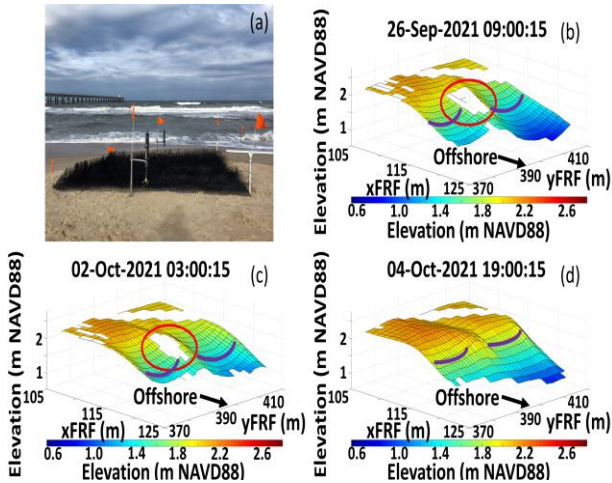 (a)
26-Sep-2021 09:00:15 (b)
Elevation (m NAVD88)
2
1
105
115
125
xFRF (m)
370
390
410
yFRF (m)
Offshore
0.6 1.0 1.4 1.8 2.2 2.6
Elevation (m NAVD88)
02-Oct-2021 03:00:15 (c)
Elevation (m NAVD88)
2
1
105
115
125
xFRF (m)
370
390
410
yFRF (m)
Offshore
0.6 1.0 1.4 1.8 2.2 2.6
Elevation (m NAVD88)
04-Oct-2021 19:00:15 (d)
Elevation (m NAVD88)
2
1
105
115
125
xFRF (m)
370
390
410
yFRF (m)
Offshore
0.6 1.0 1.4 1.8 2.2 2.6
Elevation (m NAVD88)